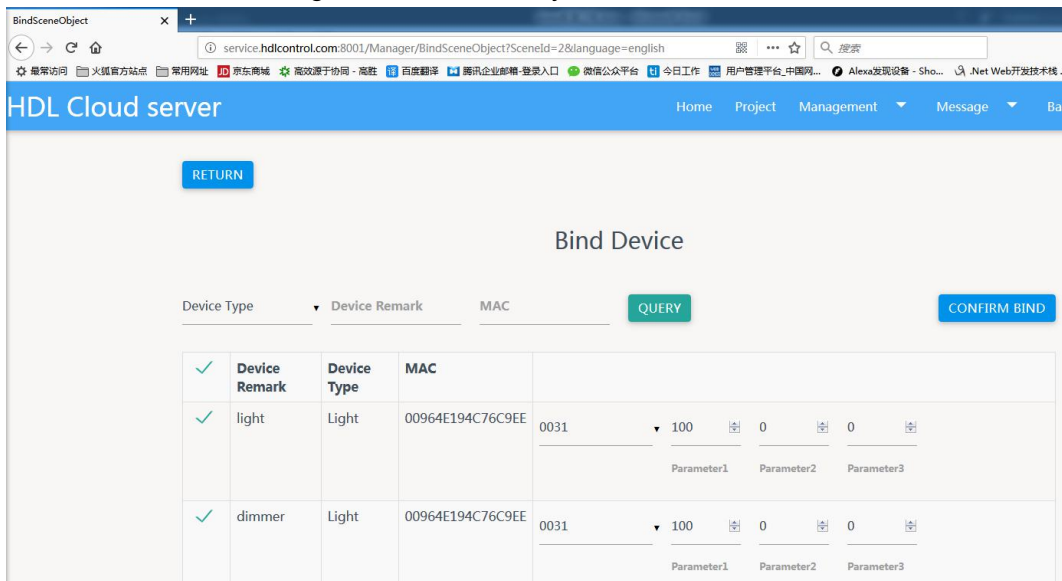 BindSceneObject × +
service.hdlcontrol.com:8001/Manager/BindSceneObject?SceneId=2&language=english ··· 搜索
最常访问 火狐官方站点 常用网址 JD 京东商城 高效源于协同 - 高胜 百度翻译 腾讯企业邮箱-登录入口 微信公众平台 今日工作 用户管理平台_中国网... Alexa发现设备 - Sho... .Net Web开发技术栈
HDL Cloud server Home Project Management Message Ba
RETURN
Bind Device
Device Type Device Remark MAC QUERY CONFIRM BIND
Device Remark Device Type MAC
light Light 00964E194C76C9EE 0031 100 0 0
Parameter1 Parameter2 Parameter3
dimmer Light 00964E194C76C9EE 0031 100 0 0
Parameter1 Parameter2 Parameter3